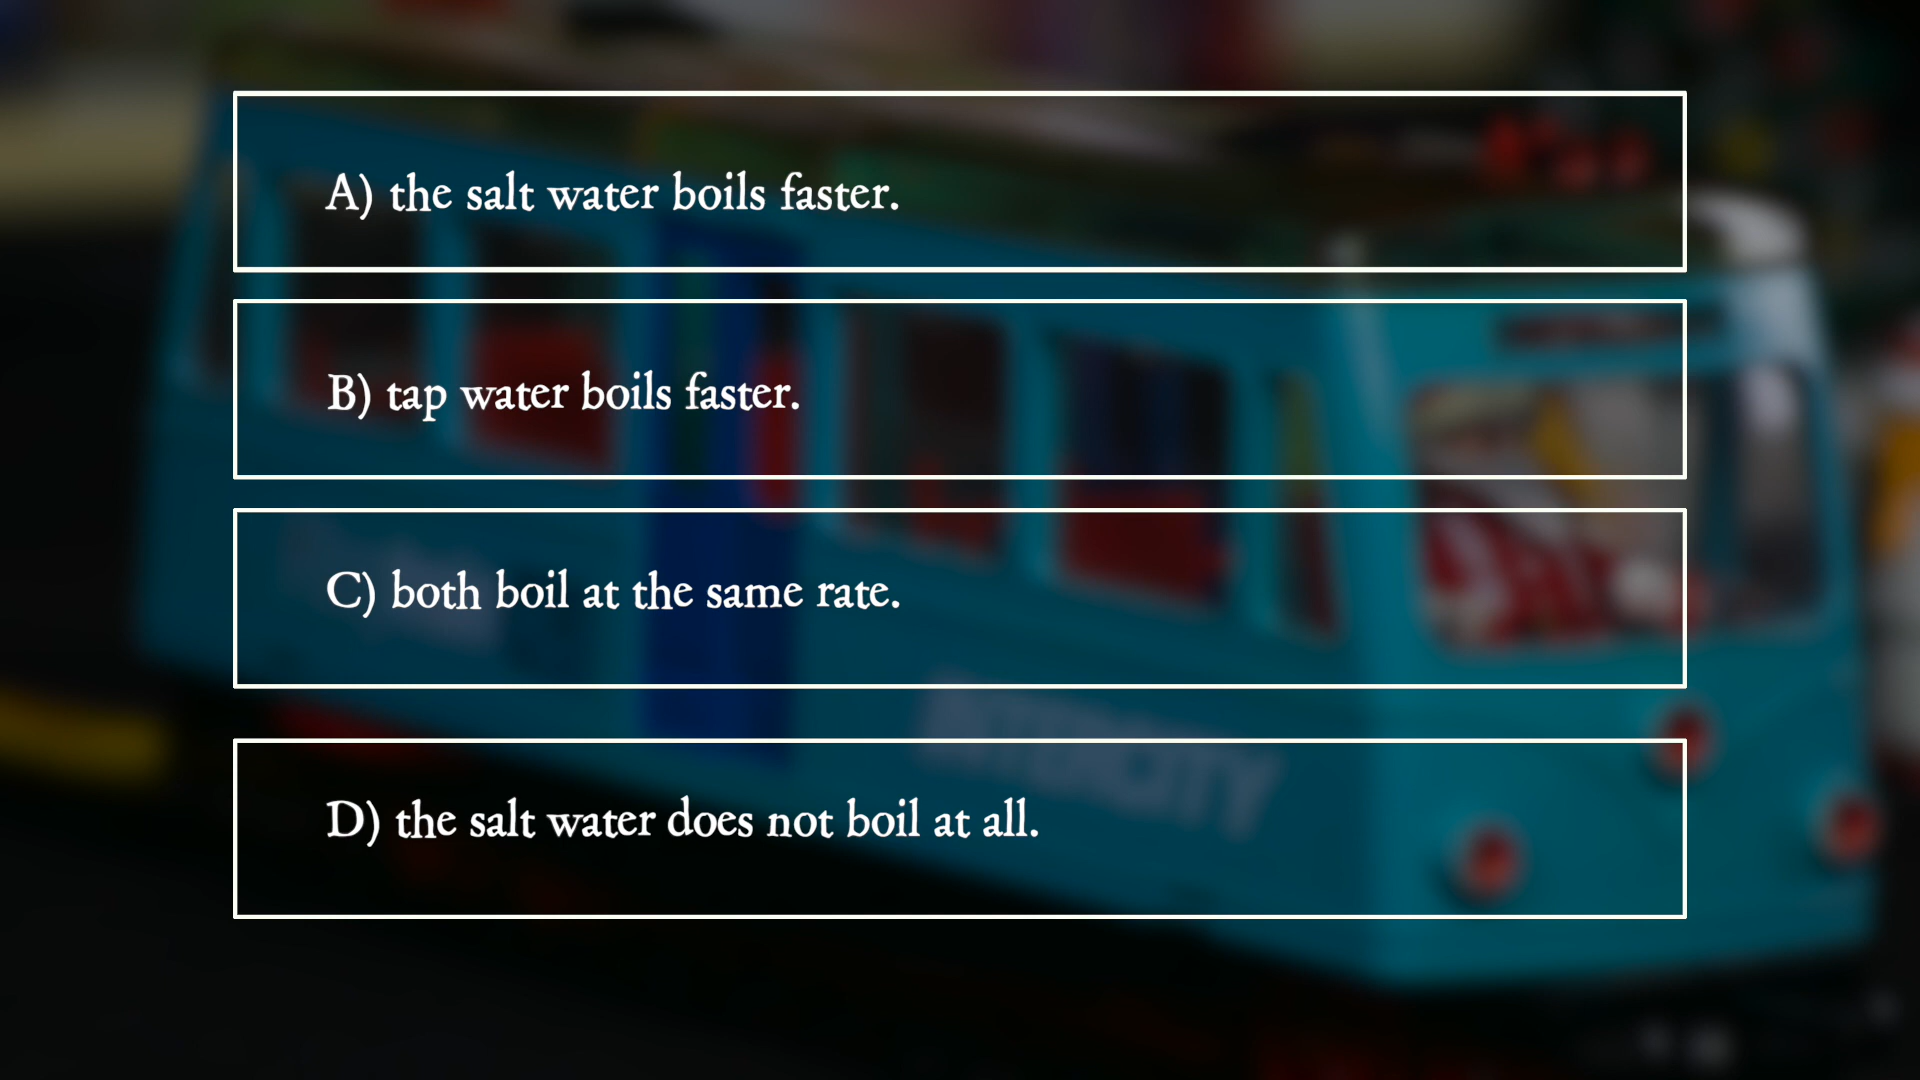 A) the salt water boils faster.
B) tap water boils faster.
C) both boil at the same rate.
D) the salt water does not boil at all.
INTERCITY